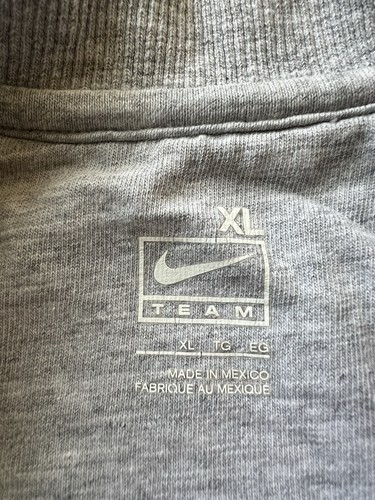 XL
TEAM
XL TG EG
MADE IN MEXICO
FABRIQUE AU MEXIQUE